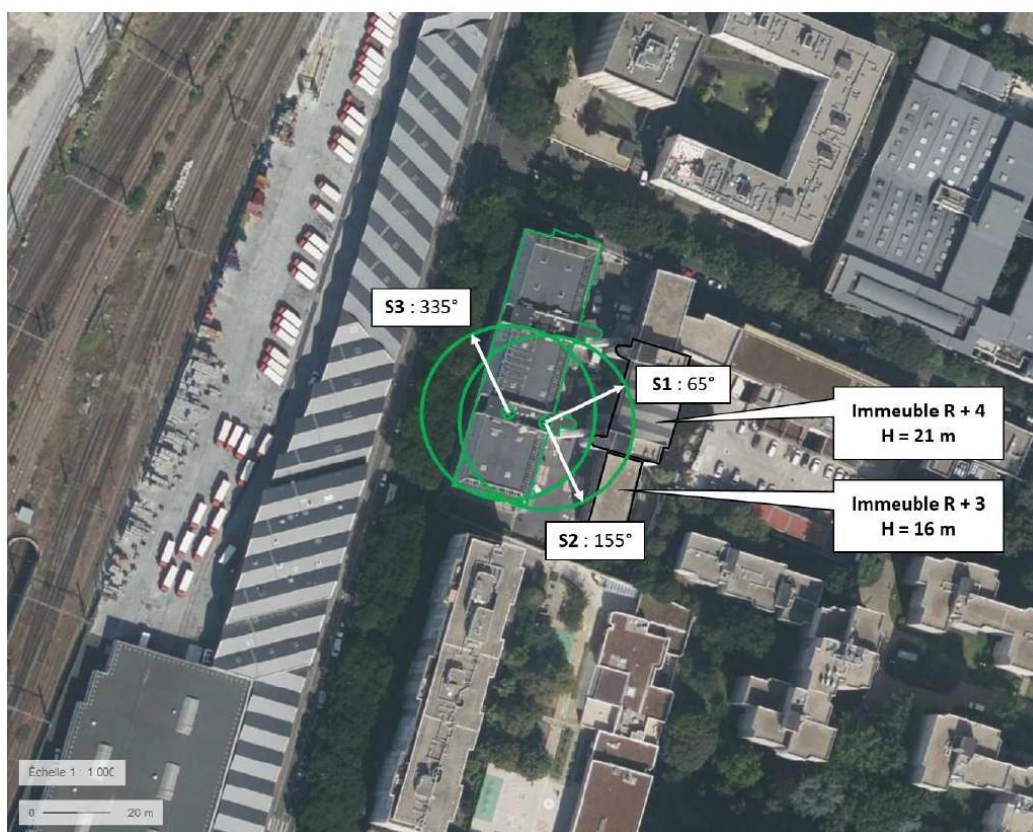 S3 : 335°
S1 : 65°
Immeuble R + 4
H = 21 m
Immeuble R + 3
H = 16 m
S2 : 155°
Échelle 1 : 1 000
0 20 m